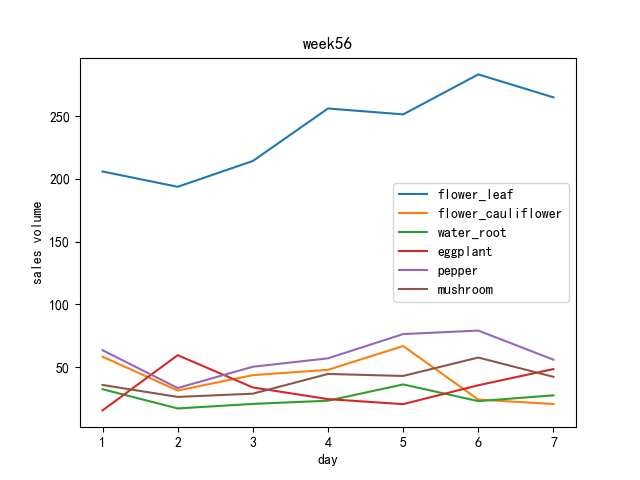 week56
sales volume
250
200
150
100
50
flower_leaf
flower_cauliflower
water_root
eggplant
pepper
mushroom
1 2 3 4 5 6 7
day